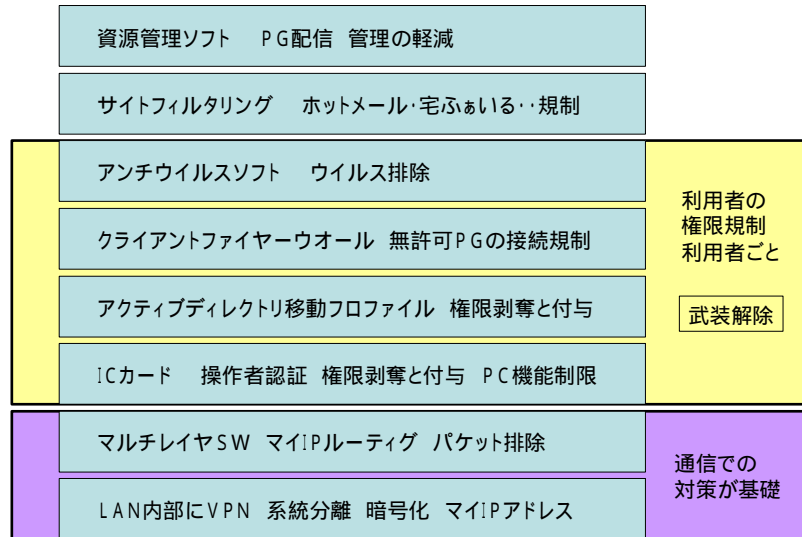 資源管理ソフト　PG配信 管理の軽減
サイトフィルタリング　ホットメール・宅ふぁいる・・規制
アンチウイルスソフト　ウイルス排除
クライアントファイヤーウオール 無許可PGの接続規制
アクティブディレクトリ移動フロファイル 権限剥奪と付与
ICカード　操作者認証 権限剥奪と付与 PC機能制限
利用者の
権限規制
利用者ごと
武装解除
マルチレイヤSW マイIPルーティグ パケット排除
LAN内部にVPN 系統分離 暗号化 マイIPアドレス
通信での
対策が基礎